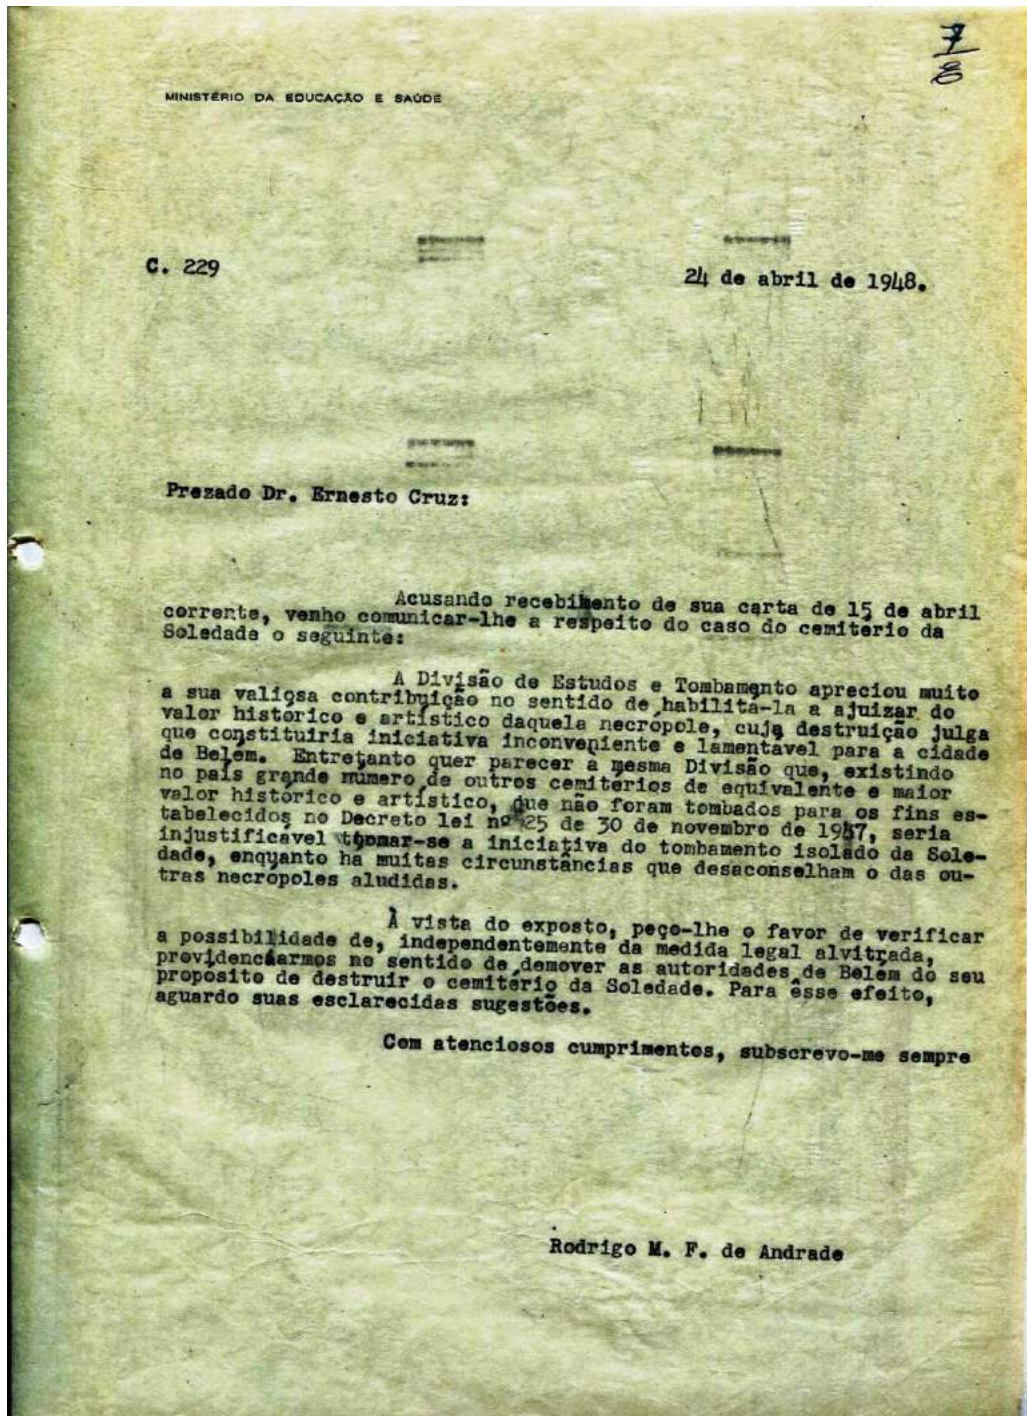 7
8
MINISTÉRIO DA EDUCAÇÃO E SAÚDE
C. 229
24 de abril de 1948.
Prezado Dr. Ernesto Cruz:
Acusando recebimento de sua carta de 15 de abril
corrente, venho comunicar-lhe a respeito do caso do cemitério da
Soledade o seguinte:
A Divisão de Estudos e Tombamento apreciou muito
a sua valiosa contribuição no sentido de habilitá-la a ajuizar do
valor histórico e artístico daquela necrópole, cuja destruição julga
que constituiria iniciativa inconveniente e lamentável para a cidade
de Belém. Entretanto quer parecer a mesma Divisão que, existindo
no país grande número de outros cemitérios de equivalente e maior
valor histórico e artístico, que não foram tombados para os fins es-
tabelecidos no Decreto lei nº 25 de 30 de novembro de 1937, seria
injustificável tomar-se a iniciativa do tombamento isolado da Sole-
dade, enquanto há muitas circunstâncias que desaconselham o das ou-
tras necrópoles aludidas.
À vista do exposto, peço-lhe o favor de verificar
a possibilidade de, independentemente da medida legal alvitrada,
providenciarmos no sentido de demover as autoridades de Belém do seu
propósito de destruir o cemitério da Soledade. Para êsse efeito,
aguardo suas esclarecidas sugestões.
Com atenciosos cumprimentos, subscrevo-me sempre
Rodrigo M. F. de Andrade